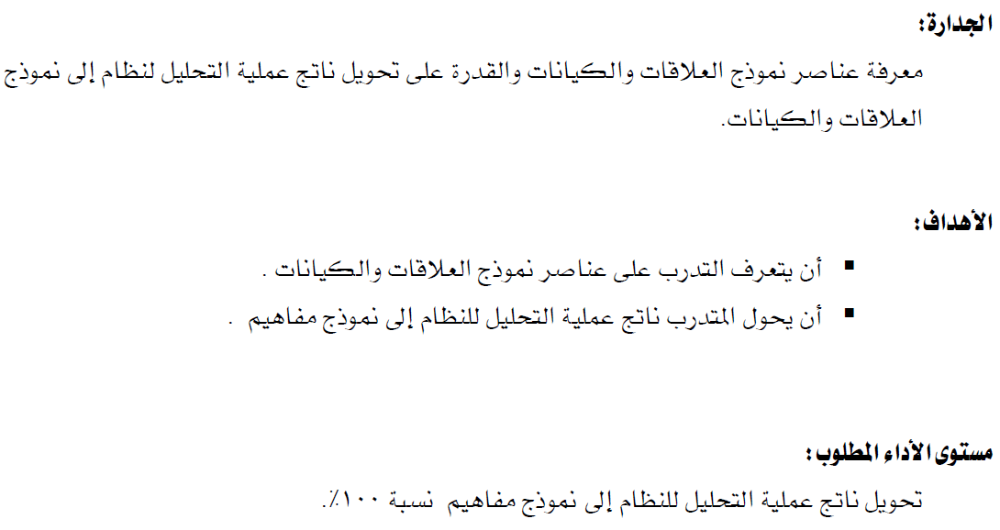 الجدارة:
معرفة عناصر نموذج العلاقات والكيانات والقدرة على تحويل ناتج عملية التحليل لنظام إلى نموذج
العلاقات والكيانات.
الأهداف:
▪ أن يتعرف التدرب على عناصر نموذج العلاقات والكيانات .
▪ أن يحول المتدرب ناتج عملية التحليل للنظام إلى نموذج مفاهيم .
مستوى الأداء المطلوب:
تحويل ناتج عملية التحليل للنظام إلى نموذج مفاهيم نسبة ١٠٠٪.